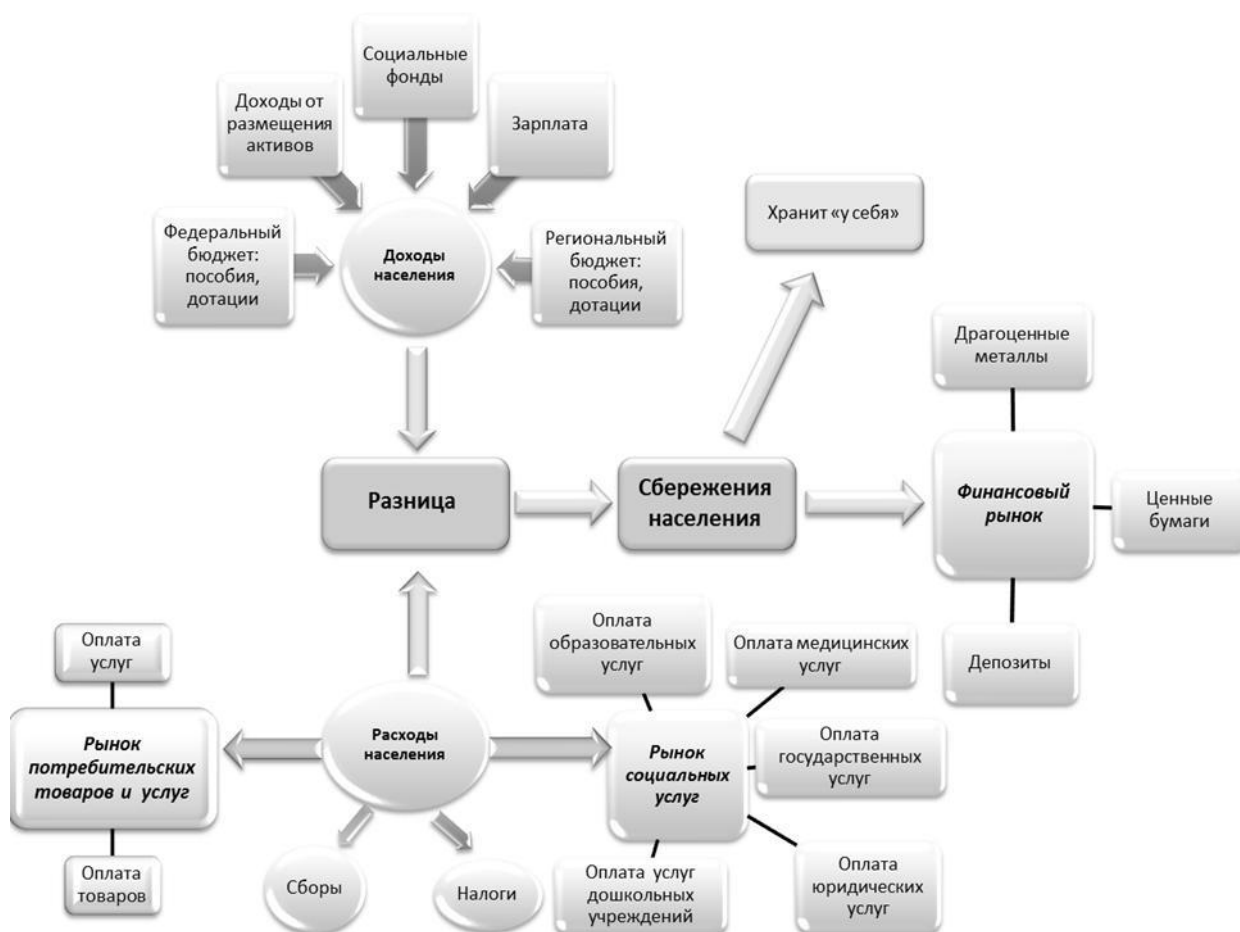 Социальные
фонды
Доходы от
размещения
активов
Зарплата
Федеральный
бюджет:
пособия,
дотации
Доходы
населения
Региональный
бюджет:
пособия,
дотации
Хранит «у себя»
Драгоценные
металлы
Разница
Сбережения
населения
Финансовый
рынок
Ценные
бумаги
Депозиты
Оплата
услуг
Рынок
потребительских
товаров и услуг
Оплата
товаров
Расходы
населения
Сборы
Налоги
Оплата
образовательных
услуг
Оплата медицинских
услуг
Рынок
социальных
услуг
Оплата
государственных
услуг
Оплата услуг
дошкольных
учреждений
Оплата
юридических
услуг